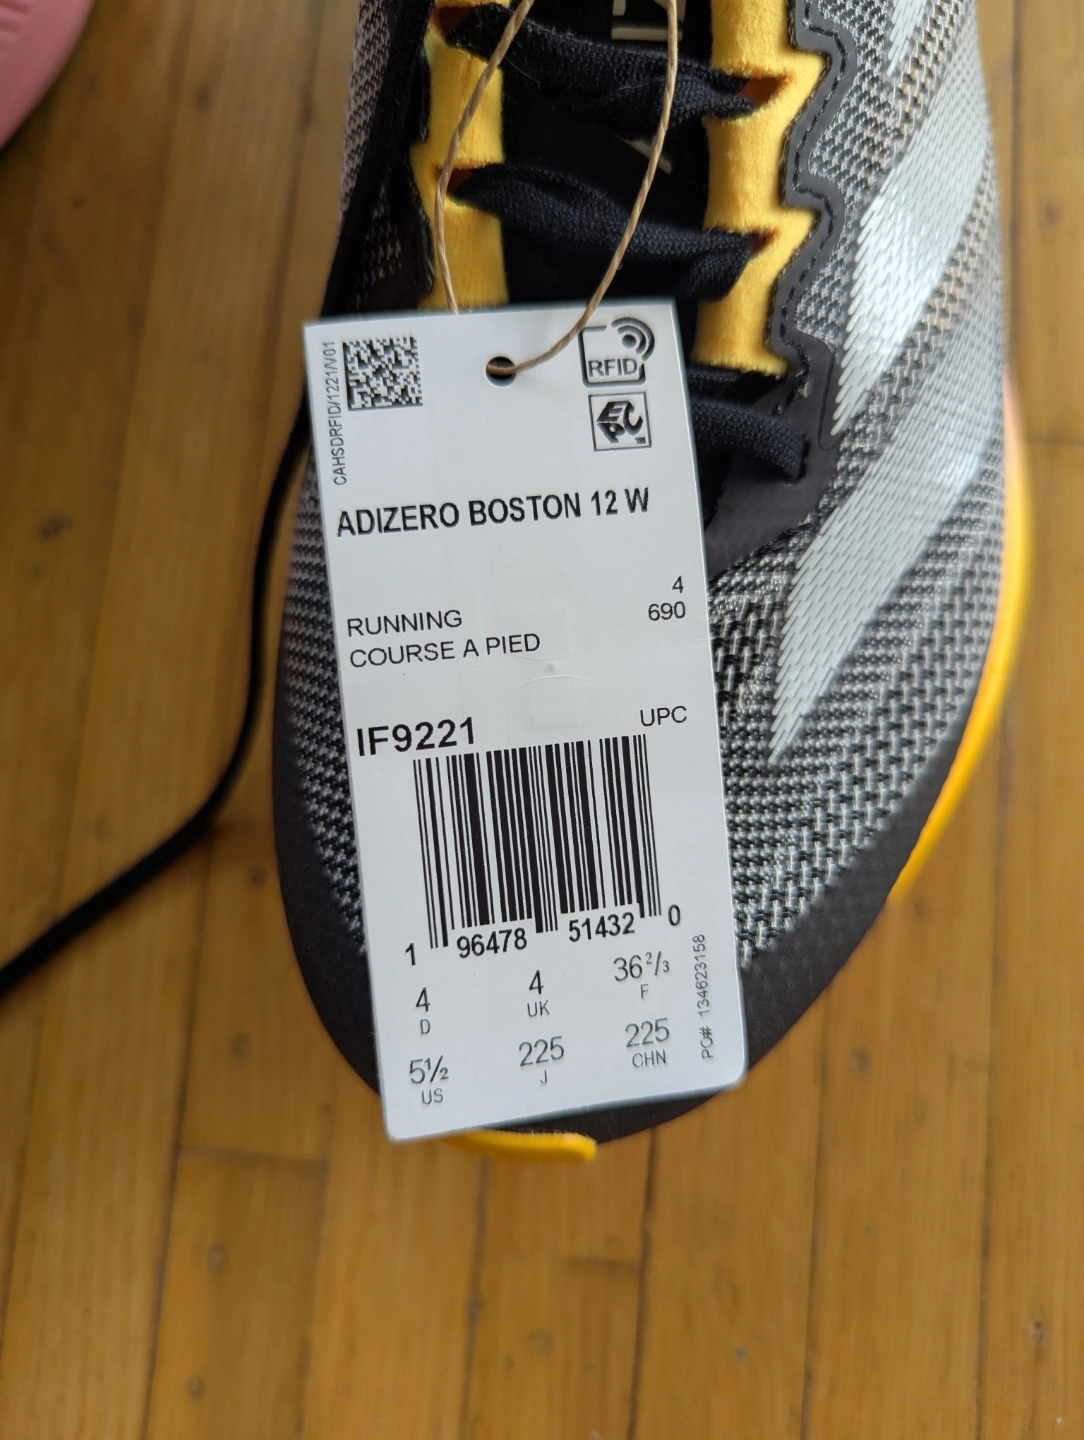 CAHSDRFID/1221/V01
RFID
EPC™
ADIZERO BOSTON 12 W
4
RUNNING 690
COURSE A PIED
IF9221 UPC
1 96478 51432 0
4 4 36 2/3
D UK F
5½ 225 225
US J CHN
PO# 134623158